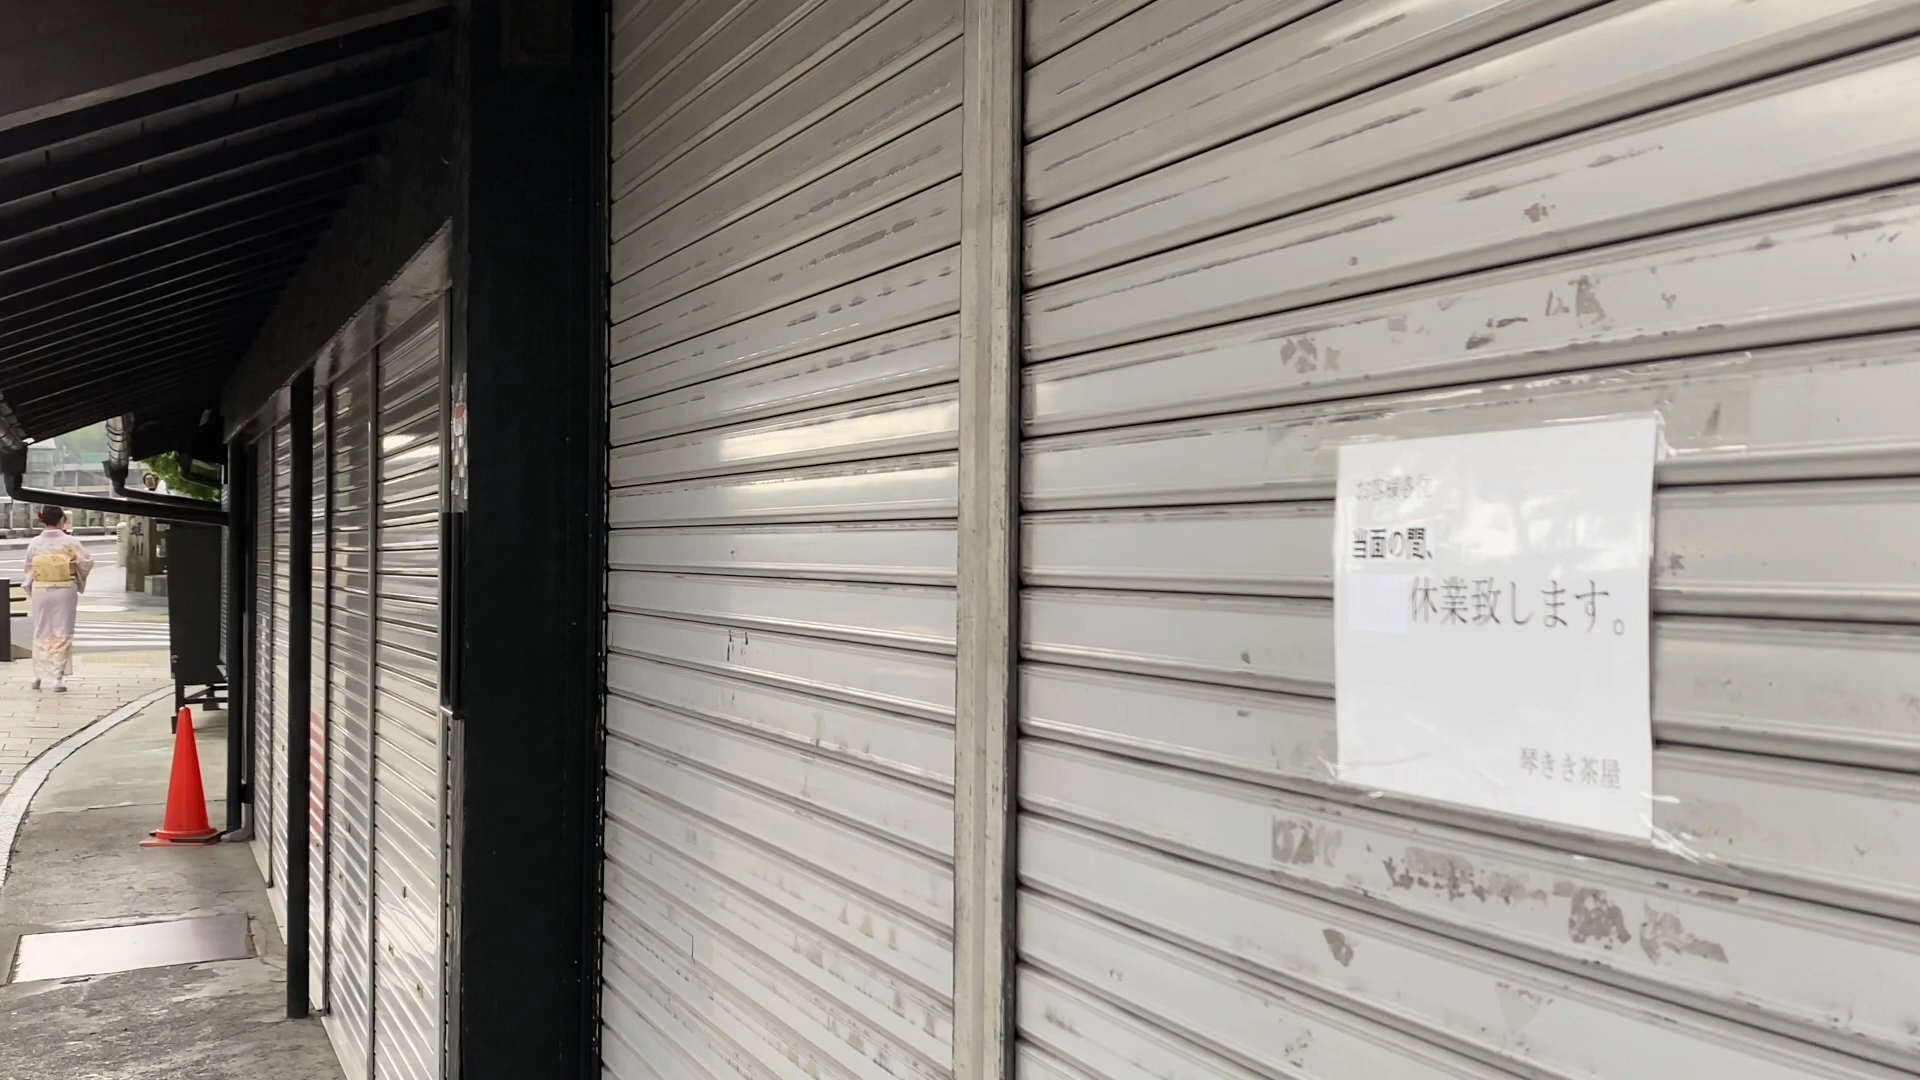 お客様各位
当面の間、
休業致します。
琴きき茶屋